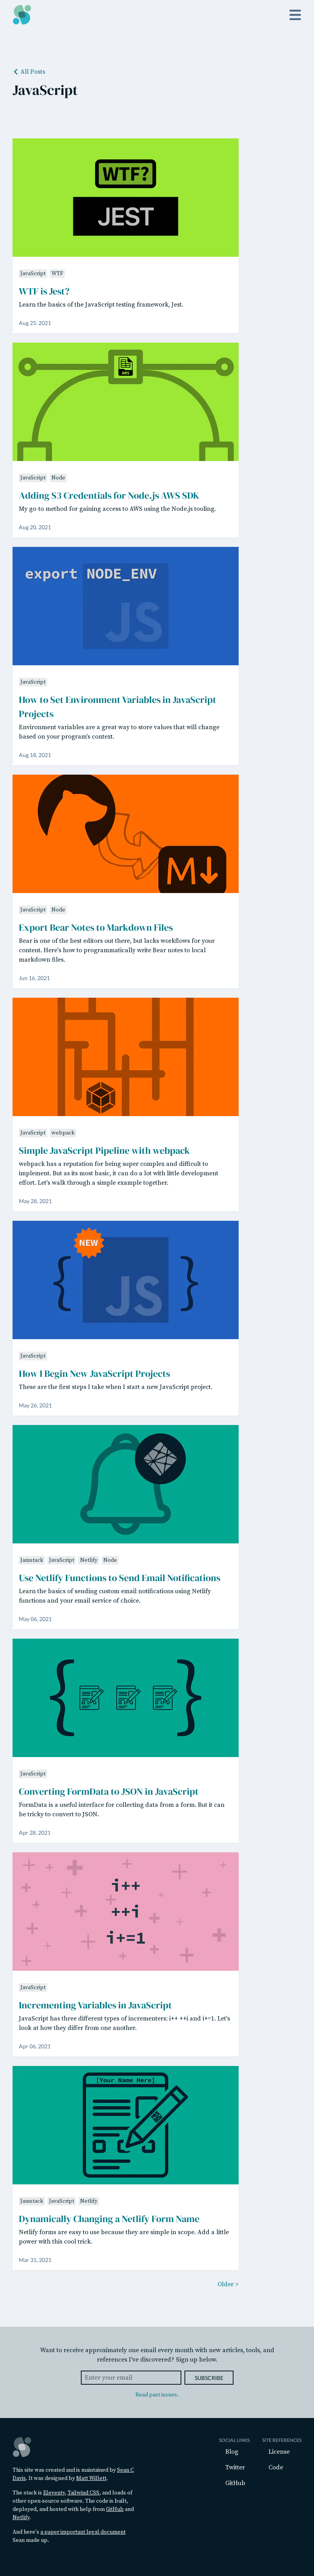 All Posts
JavaScript
WTF?
JEST
JavaScript WTF
WTF is Jest?
Learn the basics of the JavaScript testing framework, Jest.
Aug 25, 2021
aws
JavaScript Node
Adding S3 Credentials for Node.js AWS SDK
My go-to method for gaining access to AWS using the Node.js tooling.
Aug 20, 2021
export NODE_ENV
JS
JavaScript
How to Set Environment Variables in JavaScript
Projects
Environment variables are a great way to store values that will change
based on your program's context.
Aug 18, 2021
M
JavaScript Node
Export Bear Notes to Markdown Files
Bear is one of the best editors out there, but lacks workflows for your
context. Here's how to programmatically write Bear notes to local
markdown files.
Jun 16, 2021
JavaScript webpack
Simple JavaScript Pipeline with webpack
webpack has a reputation for being super complex and difficult to
implement. But as its most basic, it can do a lot with little development
effort. Let's walk through a simple example together.
May 28, 2021
NEW
{ JS }
JavaScript
How I Begin New JavaScript Projects
These are the first steps I take when I start a new JavaScript project.
May 26, 2021
Jamstack JavaScript Netlify Node
Use Netlify Functions to Send Email Notifications
Learn the basics of sending custom email notifications using Netlify
functions and your email service of choice.
May 06, 2021
{ }
JavaScript
Converting FormData to JSON in JavaScript
FormData is a useful interface for collecting data from a form. But it can
be tricky to convert to JSON.
Apr 28, 2021
i++
++i
i+=1
JavaScript
Incrementing Variables in JavaScript
JavaScript has three different types of incrementers: i++ ++i and i+=1. Let's
look at how they differ from one another.
Apr 06, 2021
[Your Name Here]
Jamstack JavaScript Netlify
Dynamically Changing a Netlify Form Name
Netlify forms are easy to use because they are simple in scope. Add a little
power with this cool trick.
Mar 31, 2021
Older >
Want to receive approximately one email every month with new articles, tools, and
resources I've discovered? Sign up below.
Enter your email SUBSCRIBE
Read past issues.
This site was created and is maintained by Sean C
Davis. It was designed by Matt Willett.
The stack is Eleventy, Tailwind CSS, and loads of
other open-source software. The code is built,
deployed, and hosted with help from GitHub and
Netlify.
And here's a super important legal document
Sean made up.
SOCIAL LINKS
Blog
Twitter
GitHub
SITE REFERENCES
License
Code